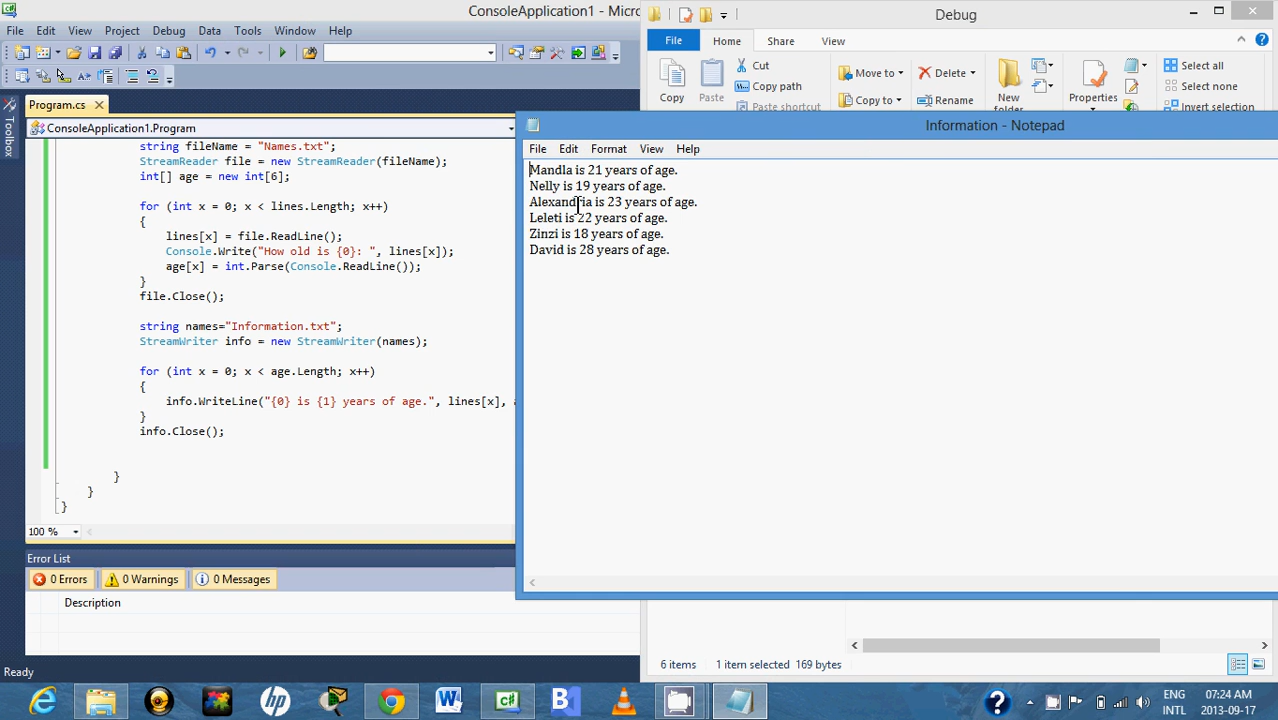 ConsoleApplication1 - Micro
File Edit View Project Debug Data Tools Window Help
Program.cs
ConsoleApplication1.Program
Toolbox
string fileName = "Names.txt";
StreamReader file = new StreamReader(fileName);
int[] age = new int[6];
for (int x = 0; x < lines.Length; x++)
{
lines[x] = file.ReadLine();
Console.Write("How old is {0}: ", lines[x]);
age[x] = int.Parse(Console.ReadLine());
}
file.Close();
string names="Information.txt";
StreamWriter info = new StreamWriter(names);
for (int x = 0; x < age.Length; x++)
{
info.WriteLine("{0} is {1} years of age.", lines[x], a
}
info.Close();
}
}
}
100 %
Error List
0 Errors 0 Warnings 0 Messages
Description
Ready
Debug
File Home Share View
Copy Paste Cut
Copy path
Paste shortcut
Move to
Copy to
Delete
Rename
New folder
Properties
Select all
Select none
Invert selection
Information - Notepad
File Edit Format View Help
Mandla is 21 years of age.
Nelly is 19 years of age.
Alexandria is 23 years of age.
Leleti is 22 years of age.
Zinzi is 18 years of age.
David is 28 years of age.
6 items 1 item selected 169 bytes
hp
W
C#
B
ENG
INTL
07:24 AM
2013-09-17